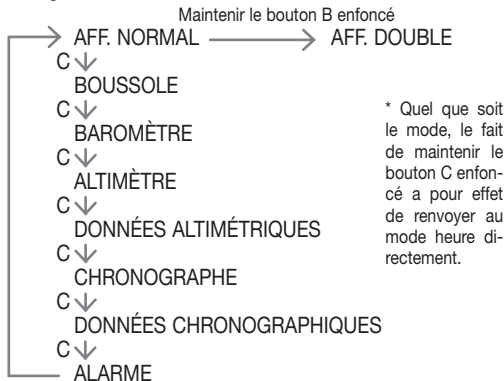 Maintenir le bouton B enfoncé
AFF. NORMAL
AFF. DOUBLE
C
BOUSSOLE
C
BAROMÈTRE
C
ALTIMÈTRE
C
DONNÉES ALTIMÉTRIQUES
C
CHRONOGRAPHE
C
DONNÉES CHRONOGRAPHIQUES
C
ALARME
* Quel que soit
le mode, le fait
de maintenir le
bouton C enfon-
cé a pour effet
de renvoyer au
mode heure di-
rectement.